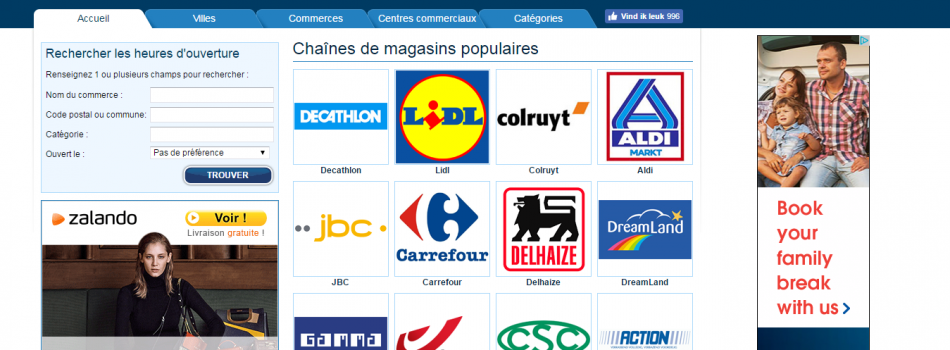 Accueil
Villes
Commerces
Centres commerciaux
Catégories
Vind ik leuk 996
Rechercher les heures d'ouverture
Renseignez 1 ou plusieurs champs pour rechercher :
Nom du commerce :
Code postal ou commune:
Catégorie :
Ouvert le :
Pas de préférence
TROUVER
zalando
Voir !
Livraison gratuite !
Chaînes de magasins populaires
DECATHLON
LIDL
colruyt
ALDI
MARKT
Decathlon
Lidl
Colruyt
Aldi
jbc
Carrefour
DELHAIZE
DREAMLAND
JBC
Carrefour
Delhaize
DreamLand
GAMMA
CSC
ACTION
Book
your
family
break
with us